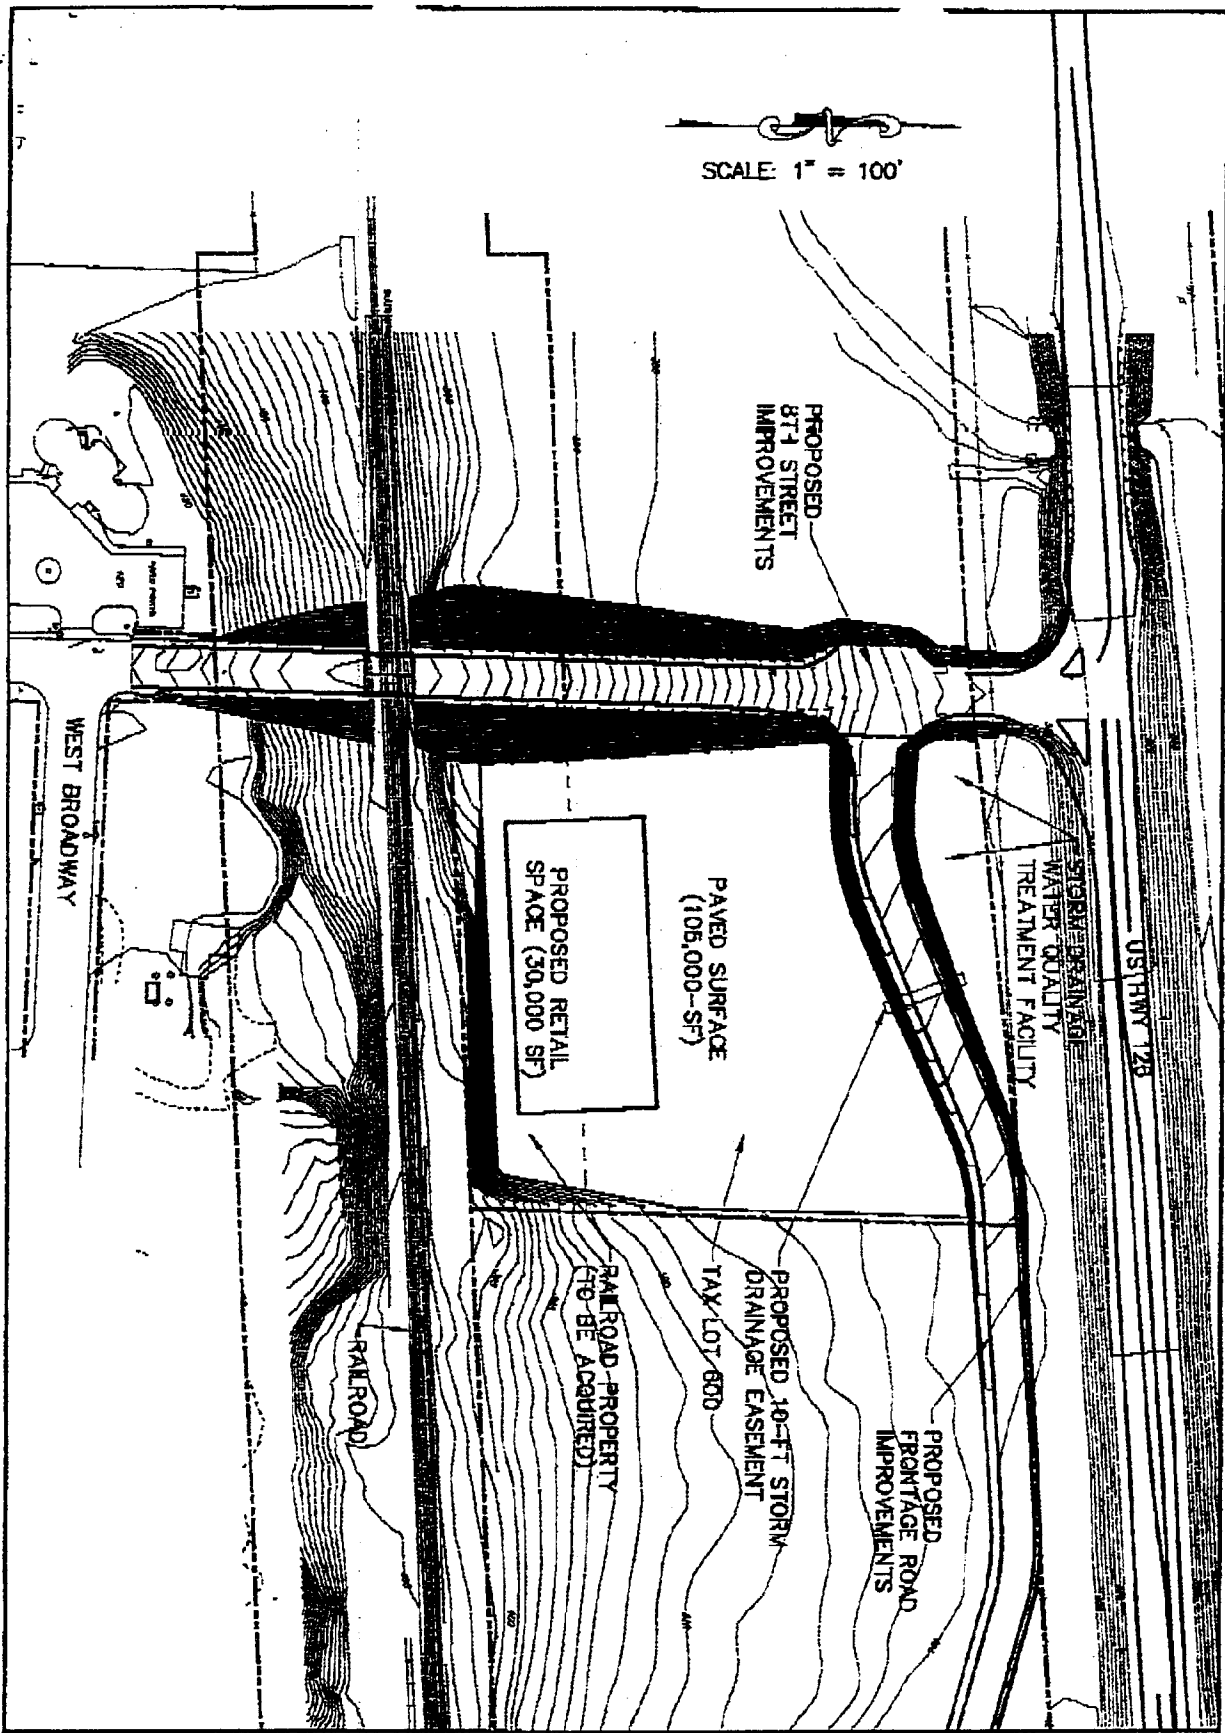 SCALE: 1" = 100'
PROPOSED
8TH STREET
IMPROVEMENTS
US HWY 126
STORM DRAINAGE
WATER QUALITY
TREATMENT FACILITY
PAVED SURFACE
(105,000-SF)
PROPOSED RETAIL
SPACE (30,000 SF)
WEST BROADWAY
PROPOSED
FRONTAGE ROAD
IMPROVEMENTS
PROPOSED 10-FT STORM
DRAINAGE EASEMENT
TAX LOT 600
RAILROAD PROPERTY
(TO BE ACQUIRED)
RAILROAD